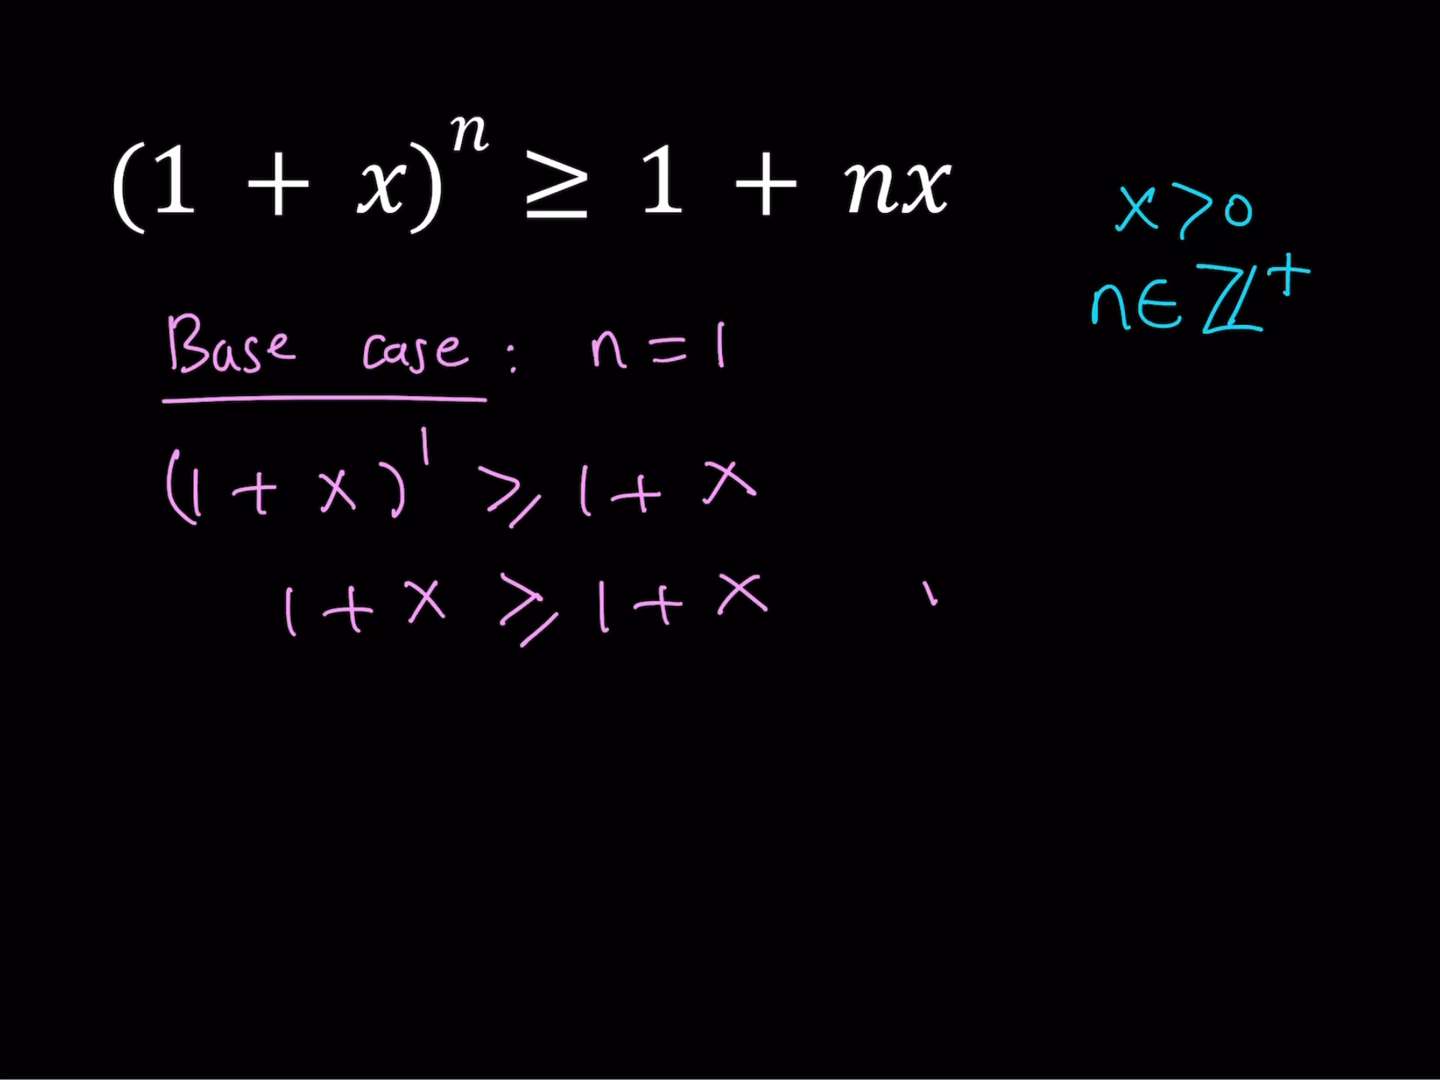 (1 + x)ⁿ ≥ 1 + nx
x > 0
n ∈ ℤ⁺
Base case : n = 1
(1 + x)¹ ⩾ 1 + x
1 + x ⩾ 1 + x